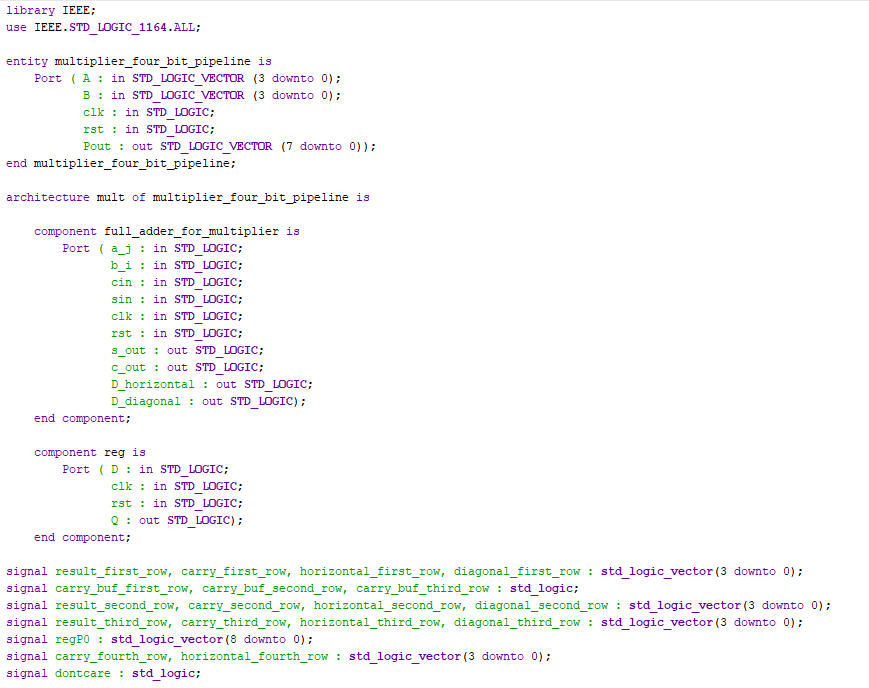 library IEEE;
use IEEE.STD_LOGIC_1164.ALL;
entity multiplier_four_bit_pipeline is
Port ( A : in STD_LOGIC_VECTOR (3 downto 0);
B : in STD_LOGIC_VECTOR (3 downto 0);
clk : in STD_LOGIC;
rst : in STD_LOGIC;
Pout : out STD_LOGIC_VECTOR (7 downto 0));
end multiplier_four_bit_pipeline;
architecture mult of multiplier_four_bit_pipeline is
component full_adder_for_multiplier is
Port ( a_j : in STD_LOGIC;
b_i : in STD_LOGIC;
cin : in STD_LOGIC;
sin : in STD_LOGIC;
clk : in STD_LOGIC;
rst : in STD_LOGIC;
s_out : out STD_LOGIC;
c_out : out STD_LOGIC;
D_horizontal : out STD_LOGIC;
D_diagonal : out STD_LOGIC);
end component;
component reg is
Port ( D : in STD_LOGIC;
clk : in STD_LOGIC;
rst : in STD_LOGIC;
Q : out STD_LOGIC);
end component;
signal result_first_row, carry_first_row, horizontal_first_row, diagonal_first_row : std_logic_vector(3 downto 0);
signal carry_buf_first_row, carry_buf_second_row, carry_buf_third_row : std_logic;
signal result_second_row, carry_second_row, horizontal_second_row, diagonal_second_row : std_logic_vector(3 downto 0);
signal result_third_row, carry_third_row, horizontal_third_row, diagonal_third_row : std_logic_vector(3 downto 0);
signal regP0 : std_logic_vector(8 downto 0);
signal carry_fourth_row, horizontal_fourth_row : std_logic_vector(3 downto 0);
signal dontcare : std_logic;